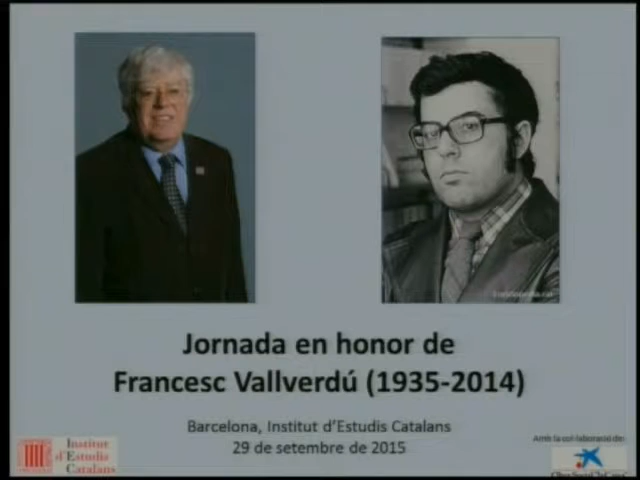 Jornada en honor de
Francesc Vallverdú (1935-2014)
Barcelona, Institut d'Estudis Catalans
29 de setembre de 2015
Institut
d'Estudis
Catalans
Amb la col·laboració de: